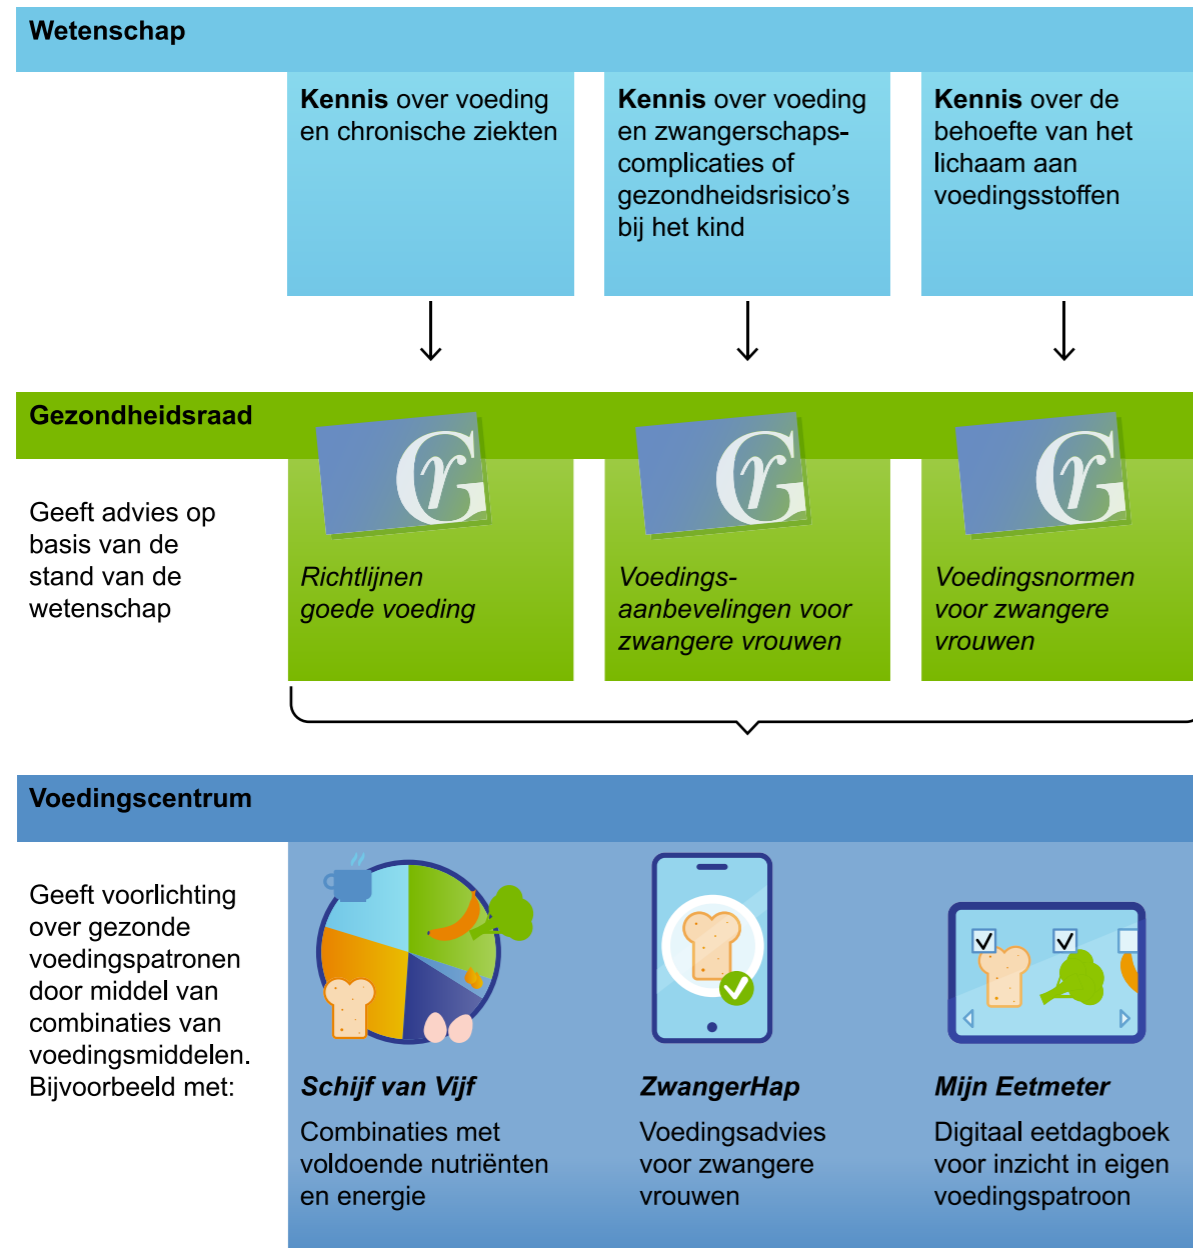 Wetenschap
Kennis over voeding
en chronische ziekten
Kennis over voeding
en zwangerschaps-
complicaties of
gezondheidsrisico's
bij het kind
Kennis over de
behoefte van het
lichaam aan
voedingsstoffen
Gezondheidsraad
Geeft advies op
basis van de
stand van de
wetenschap
Gr
Richtlijnen
goede voeding
Gr
Voedings-
aanbevelingen voor
zwangere vrouwen
Gr
Voedingsnormen
voor zwangere
vrouwen
Voedingscentrum
Geeft voorlichting
over gezonde
voedingspatronen
door middel van
combinaties van
voedingsmiddelen.
Bijvoorbeeld met:
Schijf van Vijf
Combinaties met
voldoende nutriënten
en energie
ZwangerHap
Voedingsadvies
voor zwangere
vrouwen
Mijn Eetmeter
Digitaal eetdagboek
voor inzicht in eigen
voedingspatroon